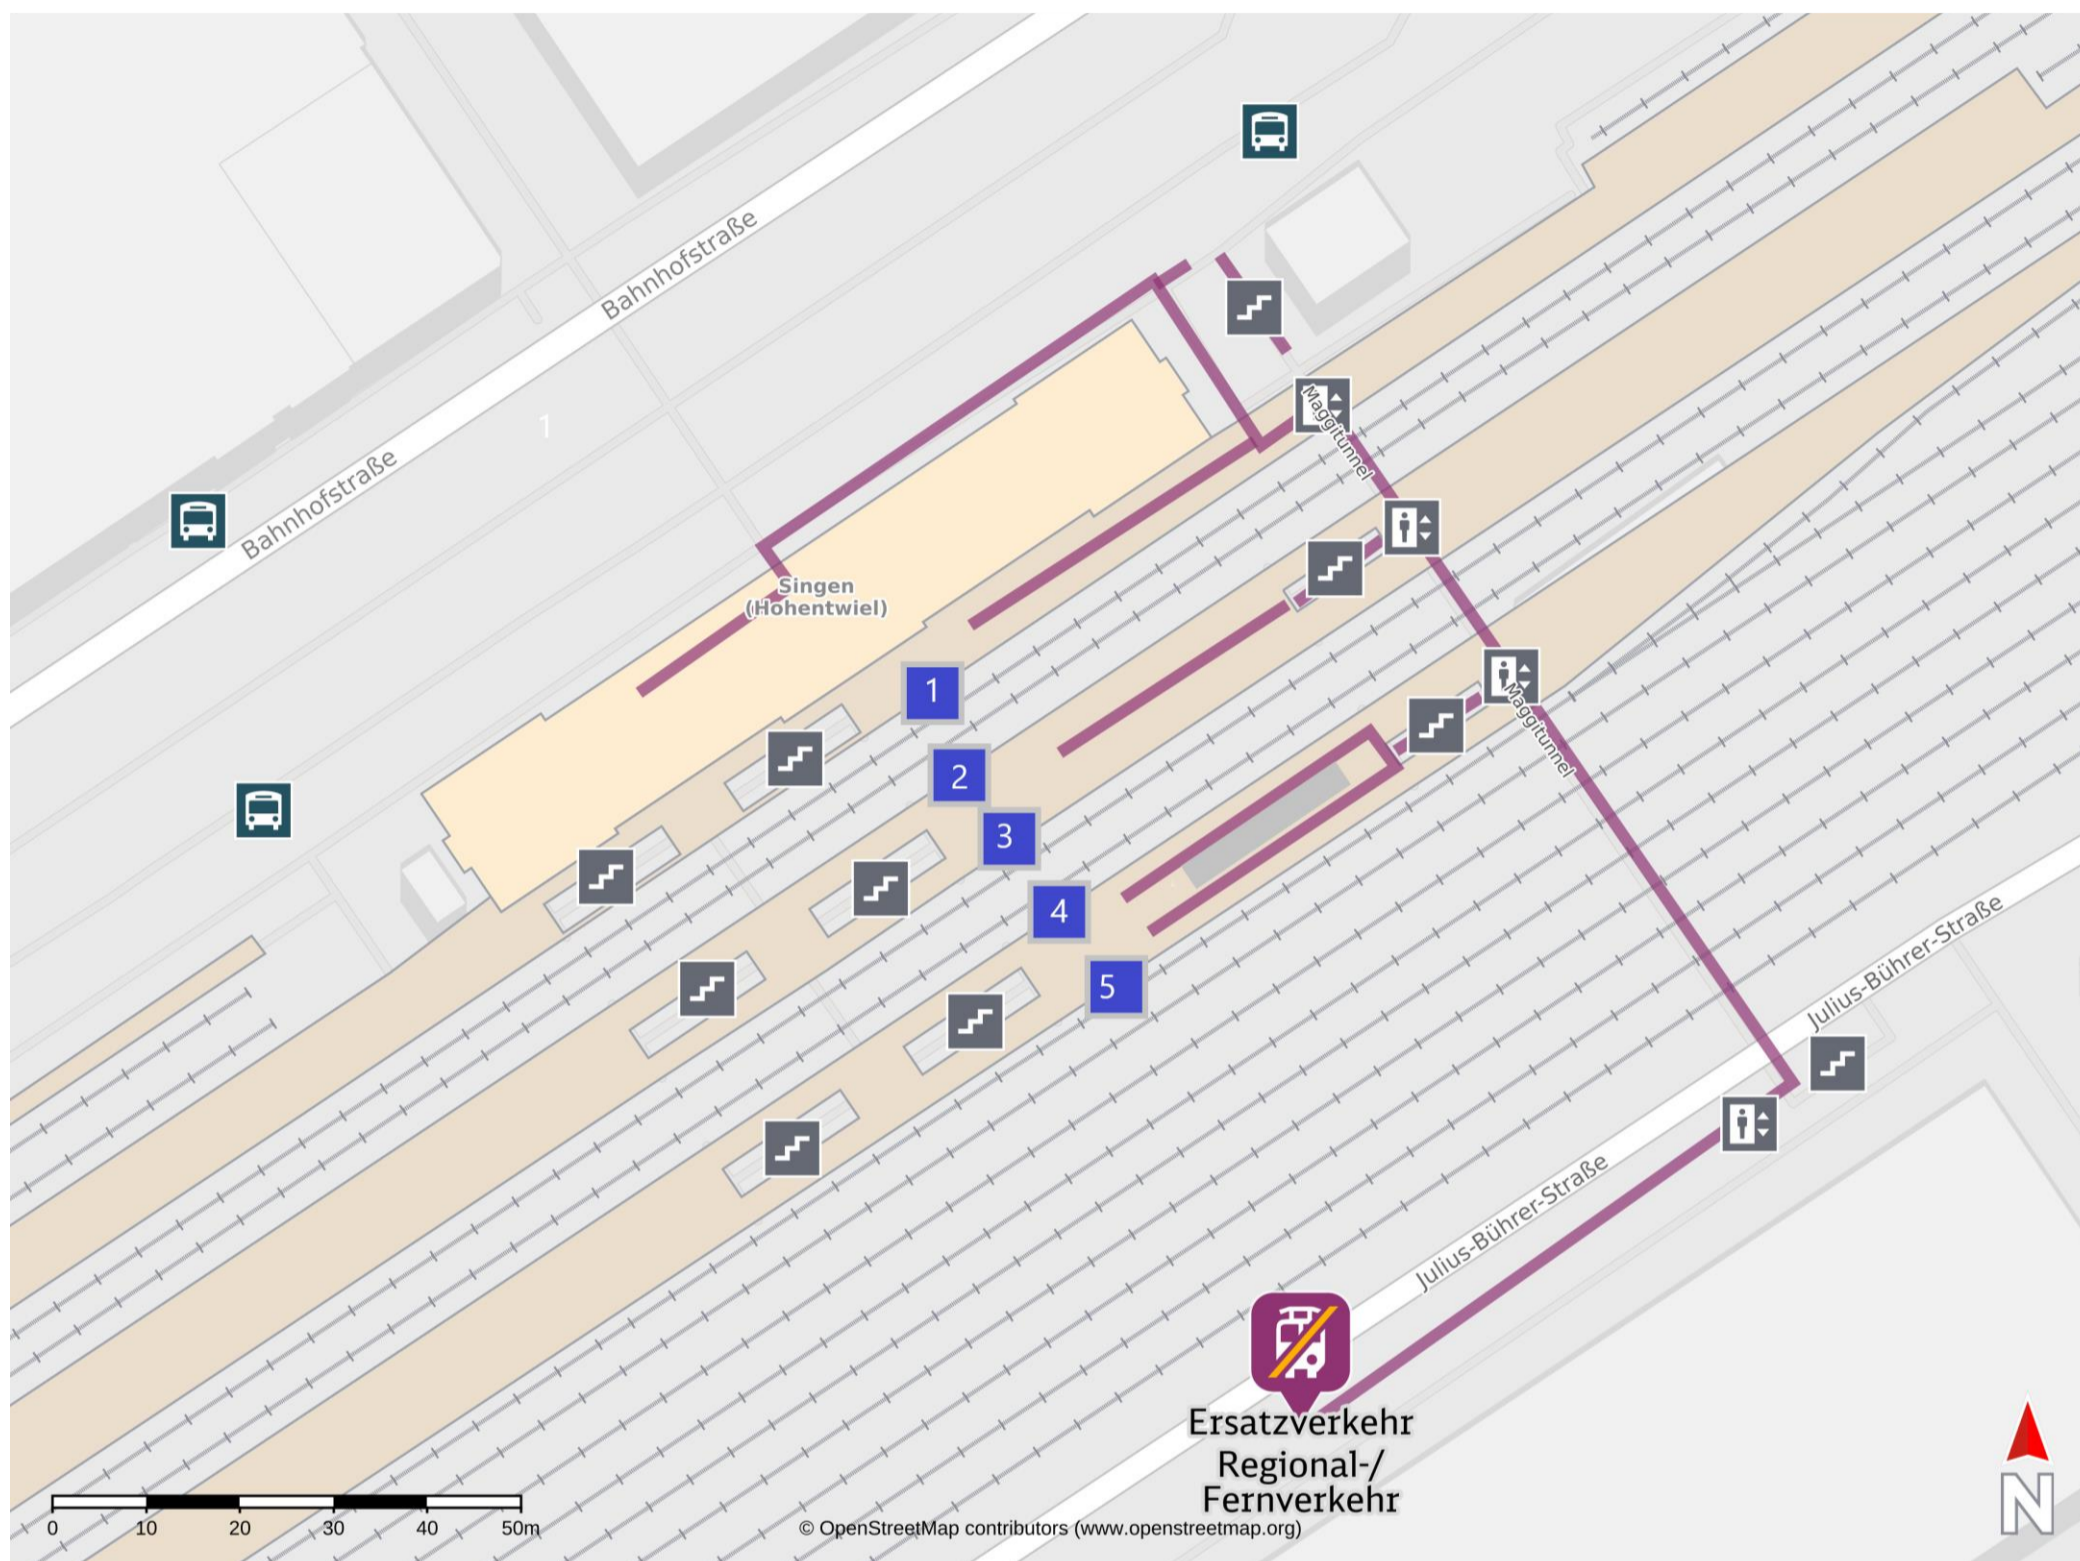 Bahnhofstraße
Maggitunnel
1
Bahnhofstraße
Singen
(Hohentwiel)
1
Maggitunnel
2
3
4
5
Julius-Bührer-Straße
Julius-Bührer-Straße
Ersatzverkehr
Regional-/
Fernverkehr
N
0 10 20 30 40 50m
© OpenStreetMap contributors (www.openstreetmap.org)